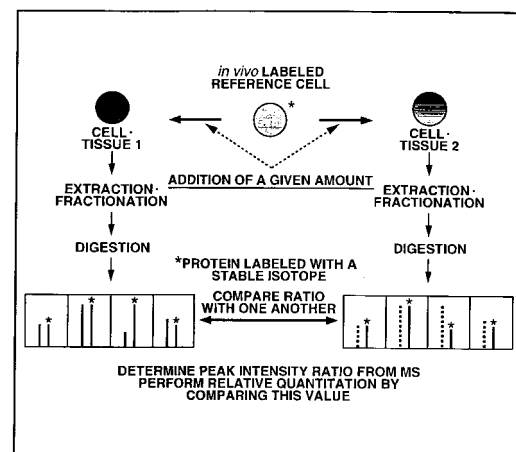 in vivo LABELED
REFERENCE CELL
*
CELL·
TISSUE 1
CELL·
TISSUE 2
ADDITION OF A GIVEN AMOUNT
EXTRACTION·
FRACTIONATION
EXTRACTION·
FRACTIONATION
DIGESTION
DIGESTION
*PROTEIN LABELED WITH A
STABLE ISOTOPE
COMPARE RATIO
WITH ONE ANOTHER
* * * *
* * * *
DETERMINE PEAK INTENSITY RATIO FROM MS
PERFORM RELATIVE QUANTITATION BY
COMPARING THIS VALUE